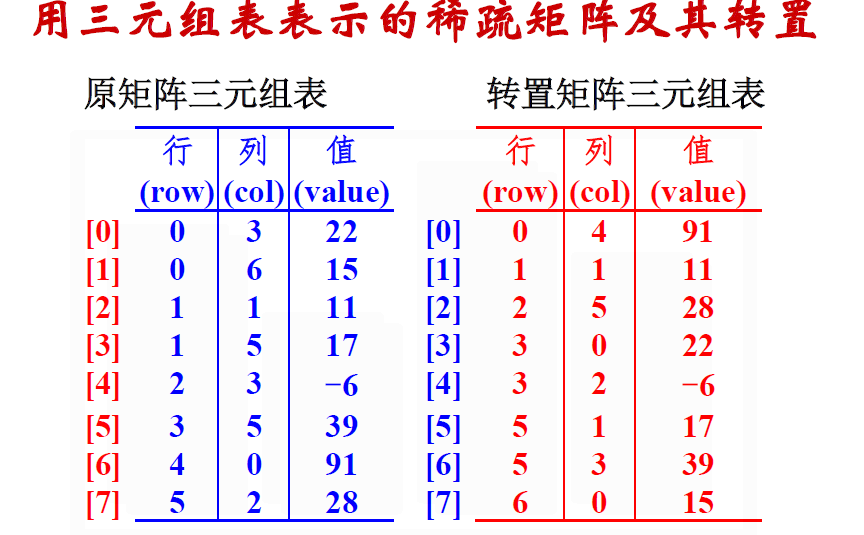 用三元组表表示的稀疏矩阵及其转置
原矩阵三元组表 转置矩阵三元组表
行 列 值 行 列 值
(row) (col) (value) (row) (col) (value)
[0] 0 3 22 [0] 0 4 91
[1] 0 6 15 [1] 1 1 11
[2] 1 1 11 [2] 2 5 28
[3] 1 5 17 [3] 3 0 22
[4] 2 3 −6 [4] 3 2 −6
[5] 3 5 39 [5] 5 1 17
[6] 4 0 91 [6] 5 3 39
[7] 5 2 28 [7] 6 0 15